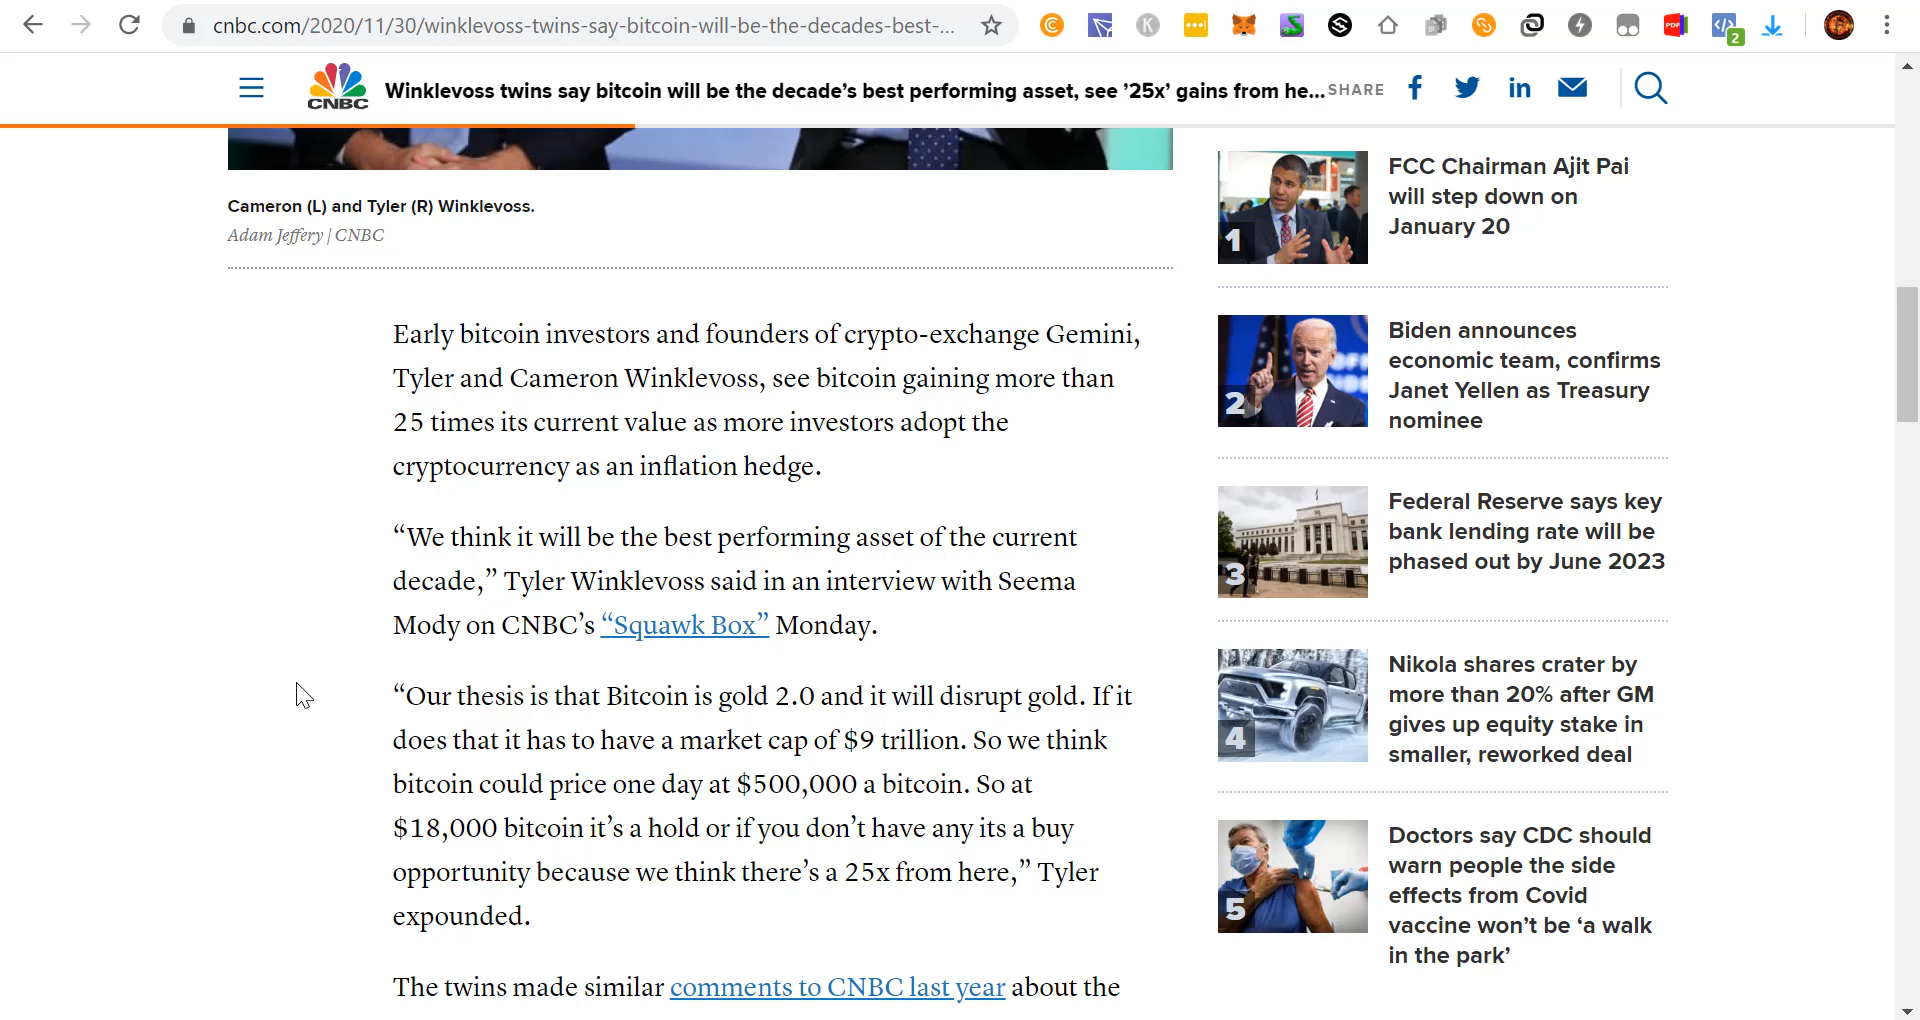 cnbc.com/2020/11/30/winklevoss-twins-say-bitcoin-will-be-the-decades-best-...
PDF
2
CNBC
Winklevoss twins say bitcoin will be the decade’s best performing asset, see ’25x’ gains from he...
SHARE
Cameron (L) and Tyler (R) Winklevoss.
Adam Jeffery | CNBC
Early bitcoin investors and founders of crypto-exchange Gemini,
Tyler and Cameron Winklevoss, see bitcoin gaining more than
25 times its current value as more investors adopt the
cryptocurrency as an inflation hedge.
“We think it will be the best performing asset of the current
decade,” Tyler Winklevoss said in an interview with Seema
Mody on CNBC’s “Squawk Box” Monday.
“Our thesis is that Bitcoin is gold 2.0 and it will disrupt gold. If it
does that it has to have a market cap of $9 trillion. So we think
bitcoin could price one day at $500,000 a bitcoin. So at
$18,000 bitcoin it’s a hold or if you don’t have any its a buy
opportunity because we think there’s a 25x from here,” Tyler
expounded.
The twins made similar comments to CNBC last year about the
1
FCC Chairman Ajit Pai
will step down on
January 20
2
Biden announces
economic team, confirms
Janet Yellen as Treasury
nominee
3
Federal Reserve says key
bank lending rate will be
phased out by June 2023
4
Nikola shares crater by
more than 20% after GM
gives up equity stake in
smaller, reworked deal
5
Doctors say CDC should
warn people the side
effects from Covid
vaccine won’t be ‘a walk
in the park’